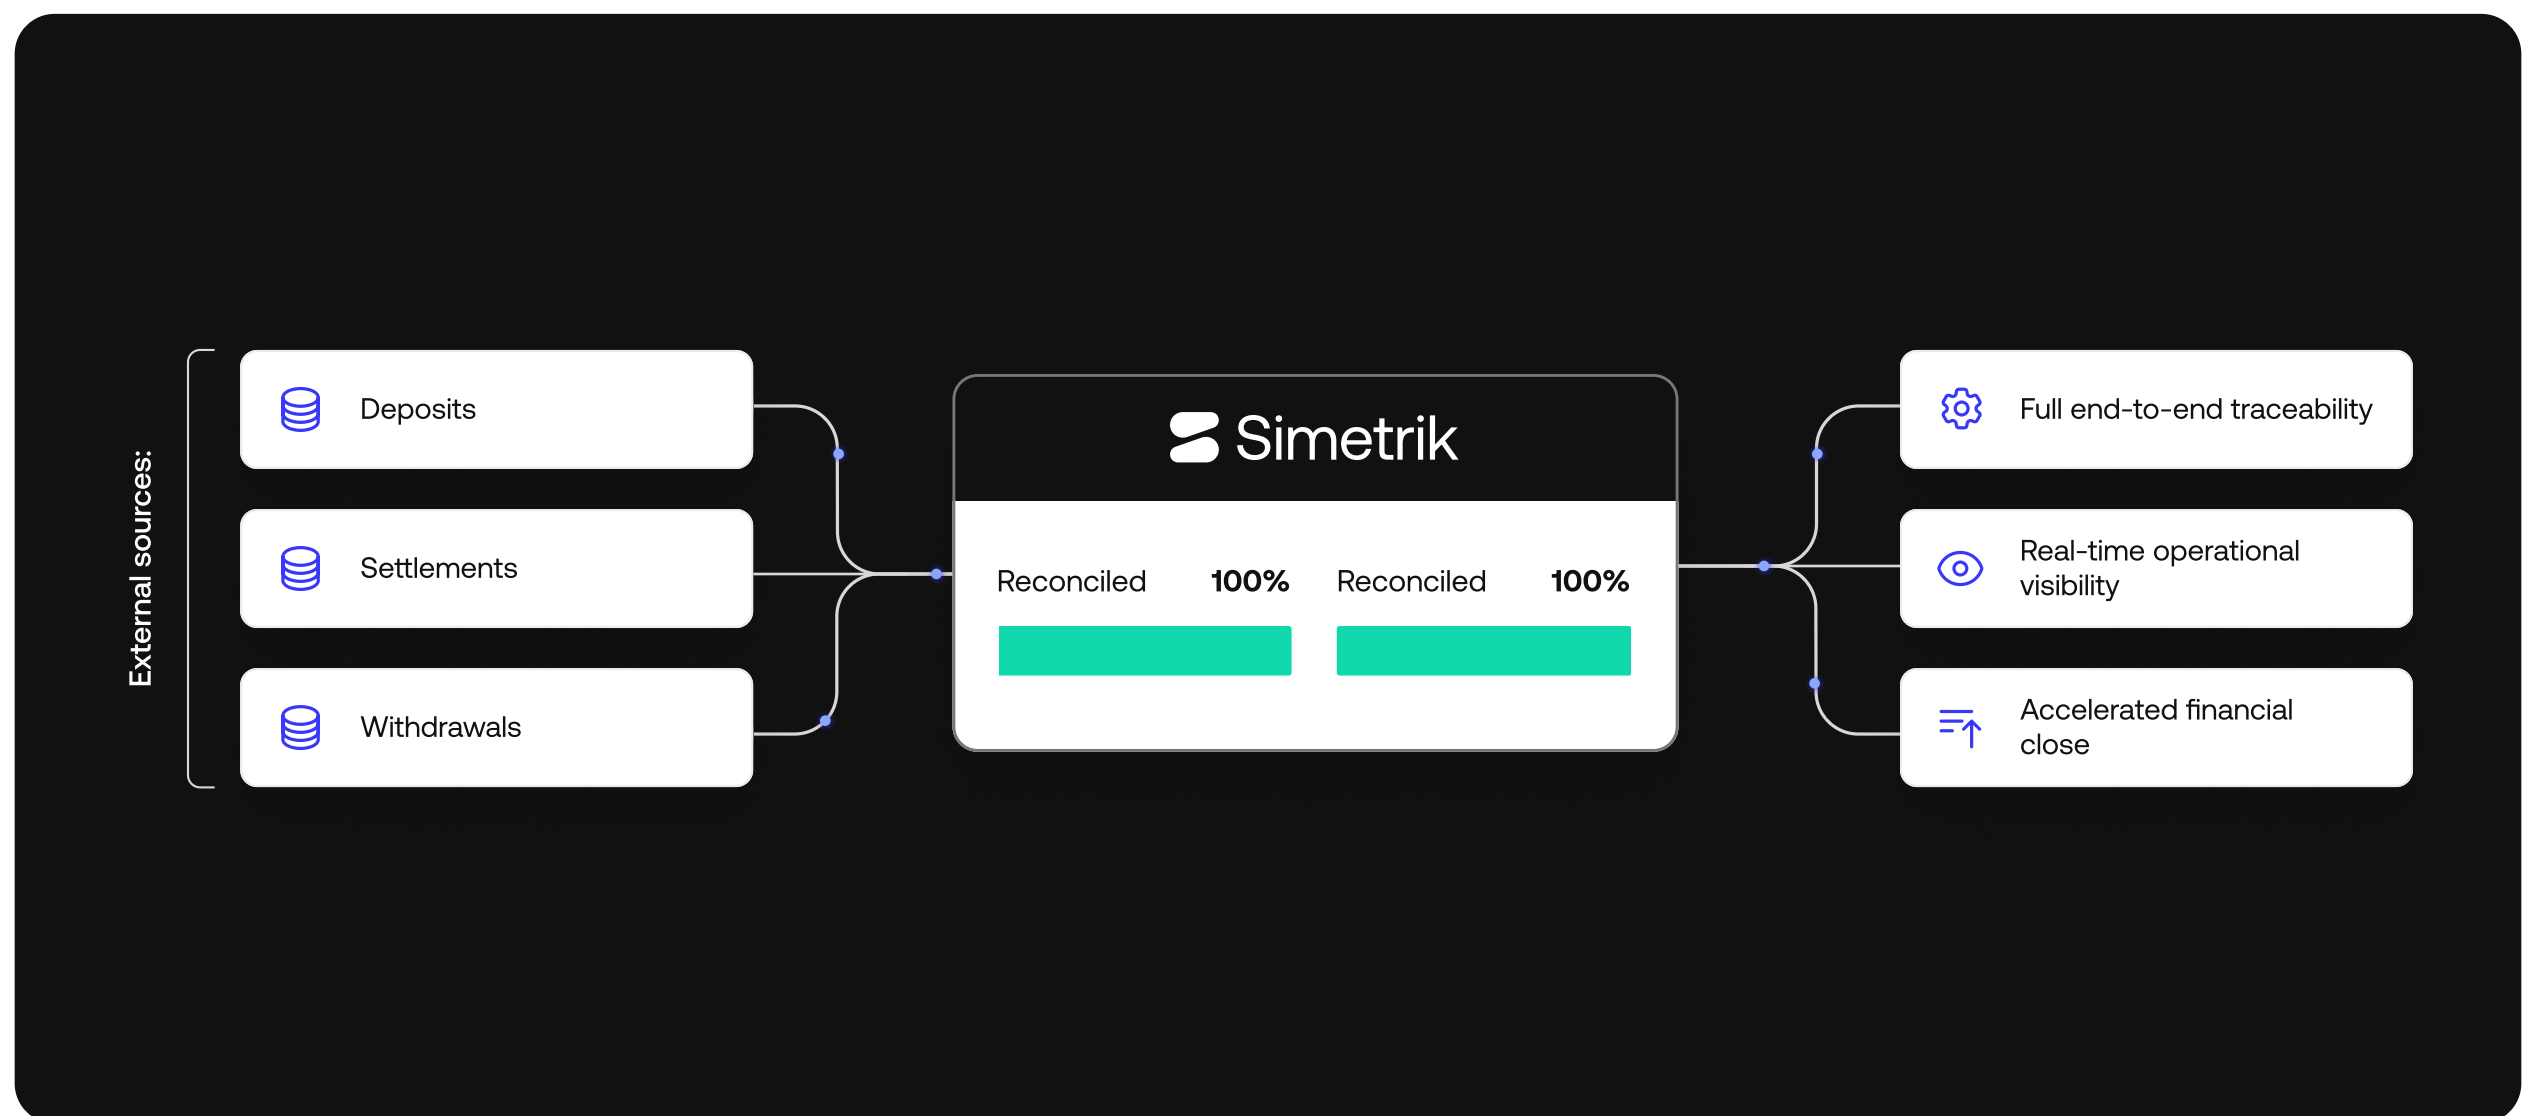 External sources:
Deposits
Settlements
Withdrawals
Simetrik
Reconciled 100%
Reconciled 100%
Full end-to-end traceability
Real-time operational
visibility
Accelerated financial
close